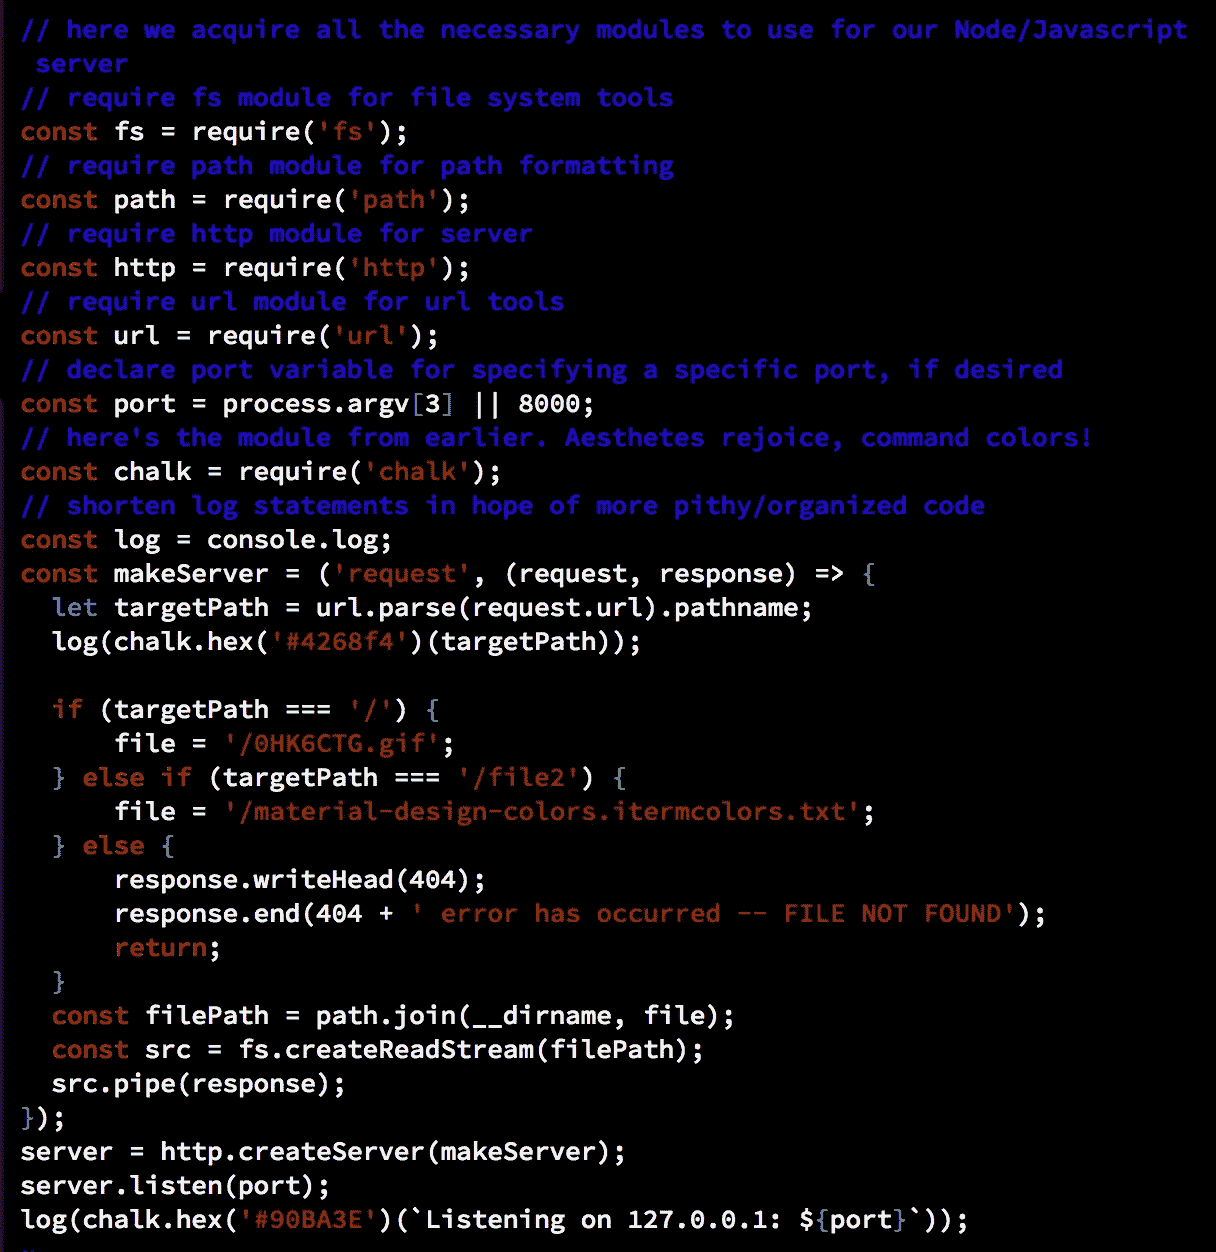 // here we acquire all the necessary modules to use for our Node/Javascript
server
// require fs module for file system tools
const fs = require('fs');
// require path module for path formatting
const path = require('path');
// require http module for server
const http = require('http');
// require url module for url tools
const url = require('url');
// declare port variable for specifying a specific port, if desired
const port = process.argv[3] || 8000;
// here's the module from earlier. Aesthetes rejoice, command colors!
const chalk = require('chalk');
// shorten log statements in hope of more pithy/organized code
const log = console.log;
const makeServer = ('request', (request, response) => {
  let targetPath = url.parse(request.url).pathname;
  log(chalk.hex('#4268f4')(targetPath));

  if (targetPath === '/') {
      file = '/0HK6CTG.gif';
  } else if (targetPath === '/file2') {
      file = '/material-design-colors.itermcolors.txt';
  } else {
      response.writeHead(404);
      response.end(404 + ' error has occurred -- FILE NOT FOUND');
      return;
  }
  const filePath = path.join(__dirname, file);
  const src = fs.createReadStream(filePath);
  src.pipe(response);
});
server = http.createServer(makeServer);
server.listen(port);
log(chalk.hex('#90BA3E')(`Listening on 127.0.0.1: ${port}`));